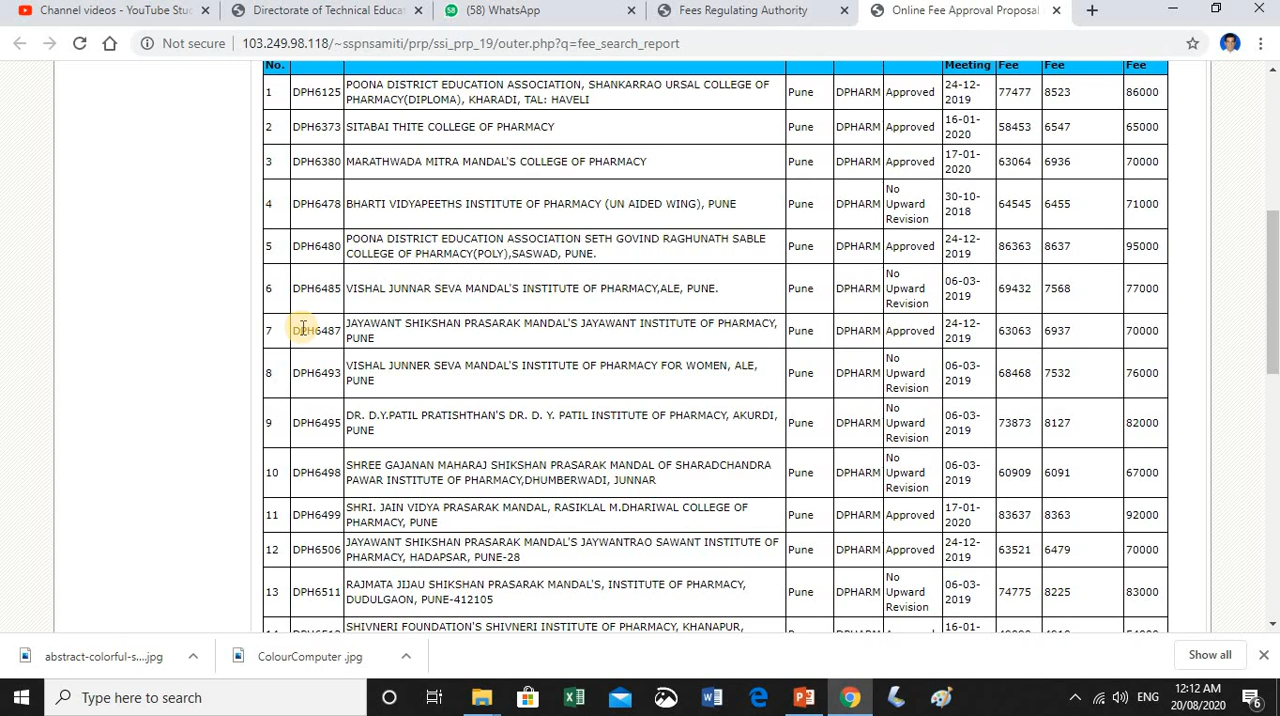 Channel videos - YouTube Stu
Directorate of Technical Educat
(58) WhatsApp
Fees Regulating Authority
Online Fee Approval Proposal
Not secure 103.249.98.118/~sspnsamiti/prp/ssi_prp_19/outer.php?q=fee_search_report
No. Meeting Fee Fee Fee
1 DPH6125 POONA DISTRICT EDUCATION ASSOCIATION, SHANKARRAO URSAL COLLEGE OF PHARMACY(DIPLOMA), KHARADI, TAL: HAVELI Pune DPHARM Approved 24-12-2019 77477 8523 86000
2 DPH6373 SITABAI THITE COLLEGE OF PHARMACY Pune DPHARM Approved 16-01-2020 58453 6547 65000
3 DPH6380 MARATHWADA MITRA MANDAL'S COLLEGE OF PHARMACY Pune DPHARM Approved 17-01-2020 63064 6936 70000
4 DPH6478 BHARTI VIDYAPEETHS INSTITUTE OF PHARMACY (UN AIDED WING), PUNE Pune DPHARM No Upward Revision 30-10-2018 64545 6455 71000
5 DPH6480 POONA DISTRICT EDUCATION ASSOCIATION SETH GOVIND RAGHUNATH SABLE COLLEGE OF PHARMACY(POLY),SASWAD, PUNE. Pune DPHARM Approved 24-12-2019 86363 8637 95000
6 DPH6485 VISHAL JUNNAR SEVA MANDAL'S INSTITUTE OF PHARMACY,ALE, PUNE. Pune DPHARM No Upward Revision 06-03-2019 69432 7568 77000
7 DPH6487 JAYAWANT SHIKSHAN PRASARAK MANDAL'S JAYAWANT INSTITUTE OF PHARMACY, PUNE Pune DPHARM Approved 24-12-2019 63063 6937 70000
8 DPH6493 VISHAL JUNNER SEVA MANDAL'S INSTITUTE OF PHARMACY FOR WOMEN, ALE, PUNE Pune DPHARM No Upward Revision 06-03-2019 68468 7532 76000
9 DPH6495 DR. D.Y.PATIL PRATISHTHAN'S DR. D. Y. PATIL INSTITUTE OF PHARMACY, AKURDI, PUNE Pune DPHARM No Upward Revision 06-03-2019 73873 8127 82000
10 DPH6498 SHREE GAJANAN MAHARAJ SHIKSHAN PRASARAK MANDAL OF SHARADCHANDRA PAWAR INSTITUTE OF PHARMACY,DHUMBERWADI, JUNNAR Pune DPHARM No Upward Revision 06-03-2019 60909 6091 67000
11 DPH6499 SHRI. JAIN VIDYA PRASARAK MANDAL, RASIKLAL M.DHARIWAL COLLEGE OF PHARMACY, PUNE Pune DPHARM Approved 17-01-2020 83637 8363 92000
12 DPH6506 JAYAWANT SHIKSHAN PRASARAK MANDAL'S JAYWANTRAO SAWANT INSTITUTE OF PHARMACY, HADAPSAR, PUNE-28 Pune DPHARM Approved 24-12-2019 63521 6479 70000
13 DPH6511 RAJMATA JIJAU SHIKSHAN PRASARAK MANDAL'S, INSTITUTE OF PHARMACY, DUDULGAON, PUNE-412105 Pune DPHARM No Upward Revision 06-03-2019 74775 8225 83000
SHIVNERI FOUNDATION'S SHIVNERI INSTITUTE OF PHARMACY, KHANAPUR, 16-01-
abstract-colorful-s....jpg
ColourComputer .jpg
Show all
Type here to search
ENG
12:12 AM
20/08/2020
6